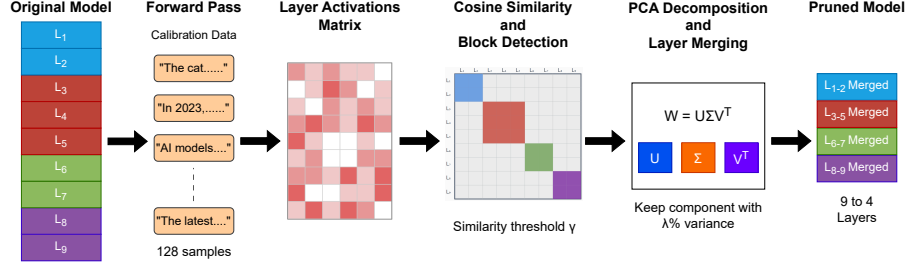 Original Model
L1
L2
L3
L4
L5
L6
L7
L8
L9
Forward Pass
Calibration Data
"The cat......"
"In 2023,......"
"AI models...."
"The latest...."
128 samples
Layer Activations
Matrix
Cosine Similarity
and
Block Detection
Similarity threshold γ
PCA Decomposition
and
Layer Merging
W = UΣV^T
U Σ V^T
Keep component with
λ% variance
Pruned Model
L1-2 Merged
L3-5 Merged
L6-7 Merged
L8-9 Merged
9 to 4
Layers